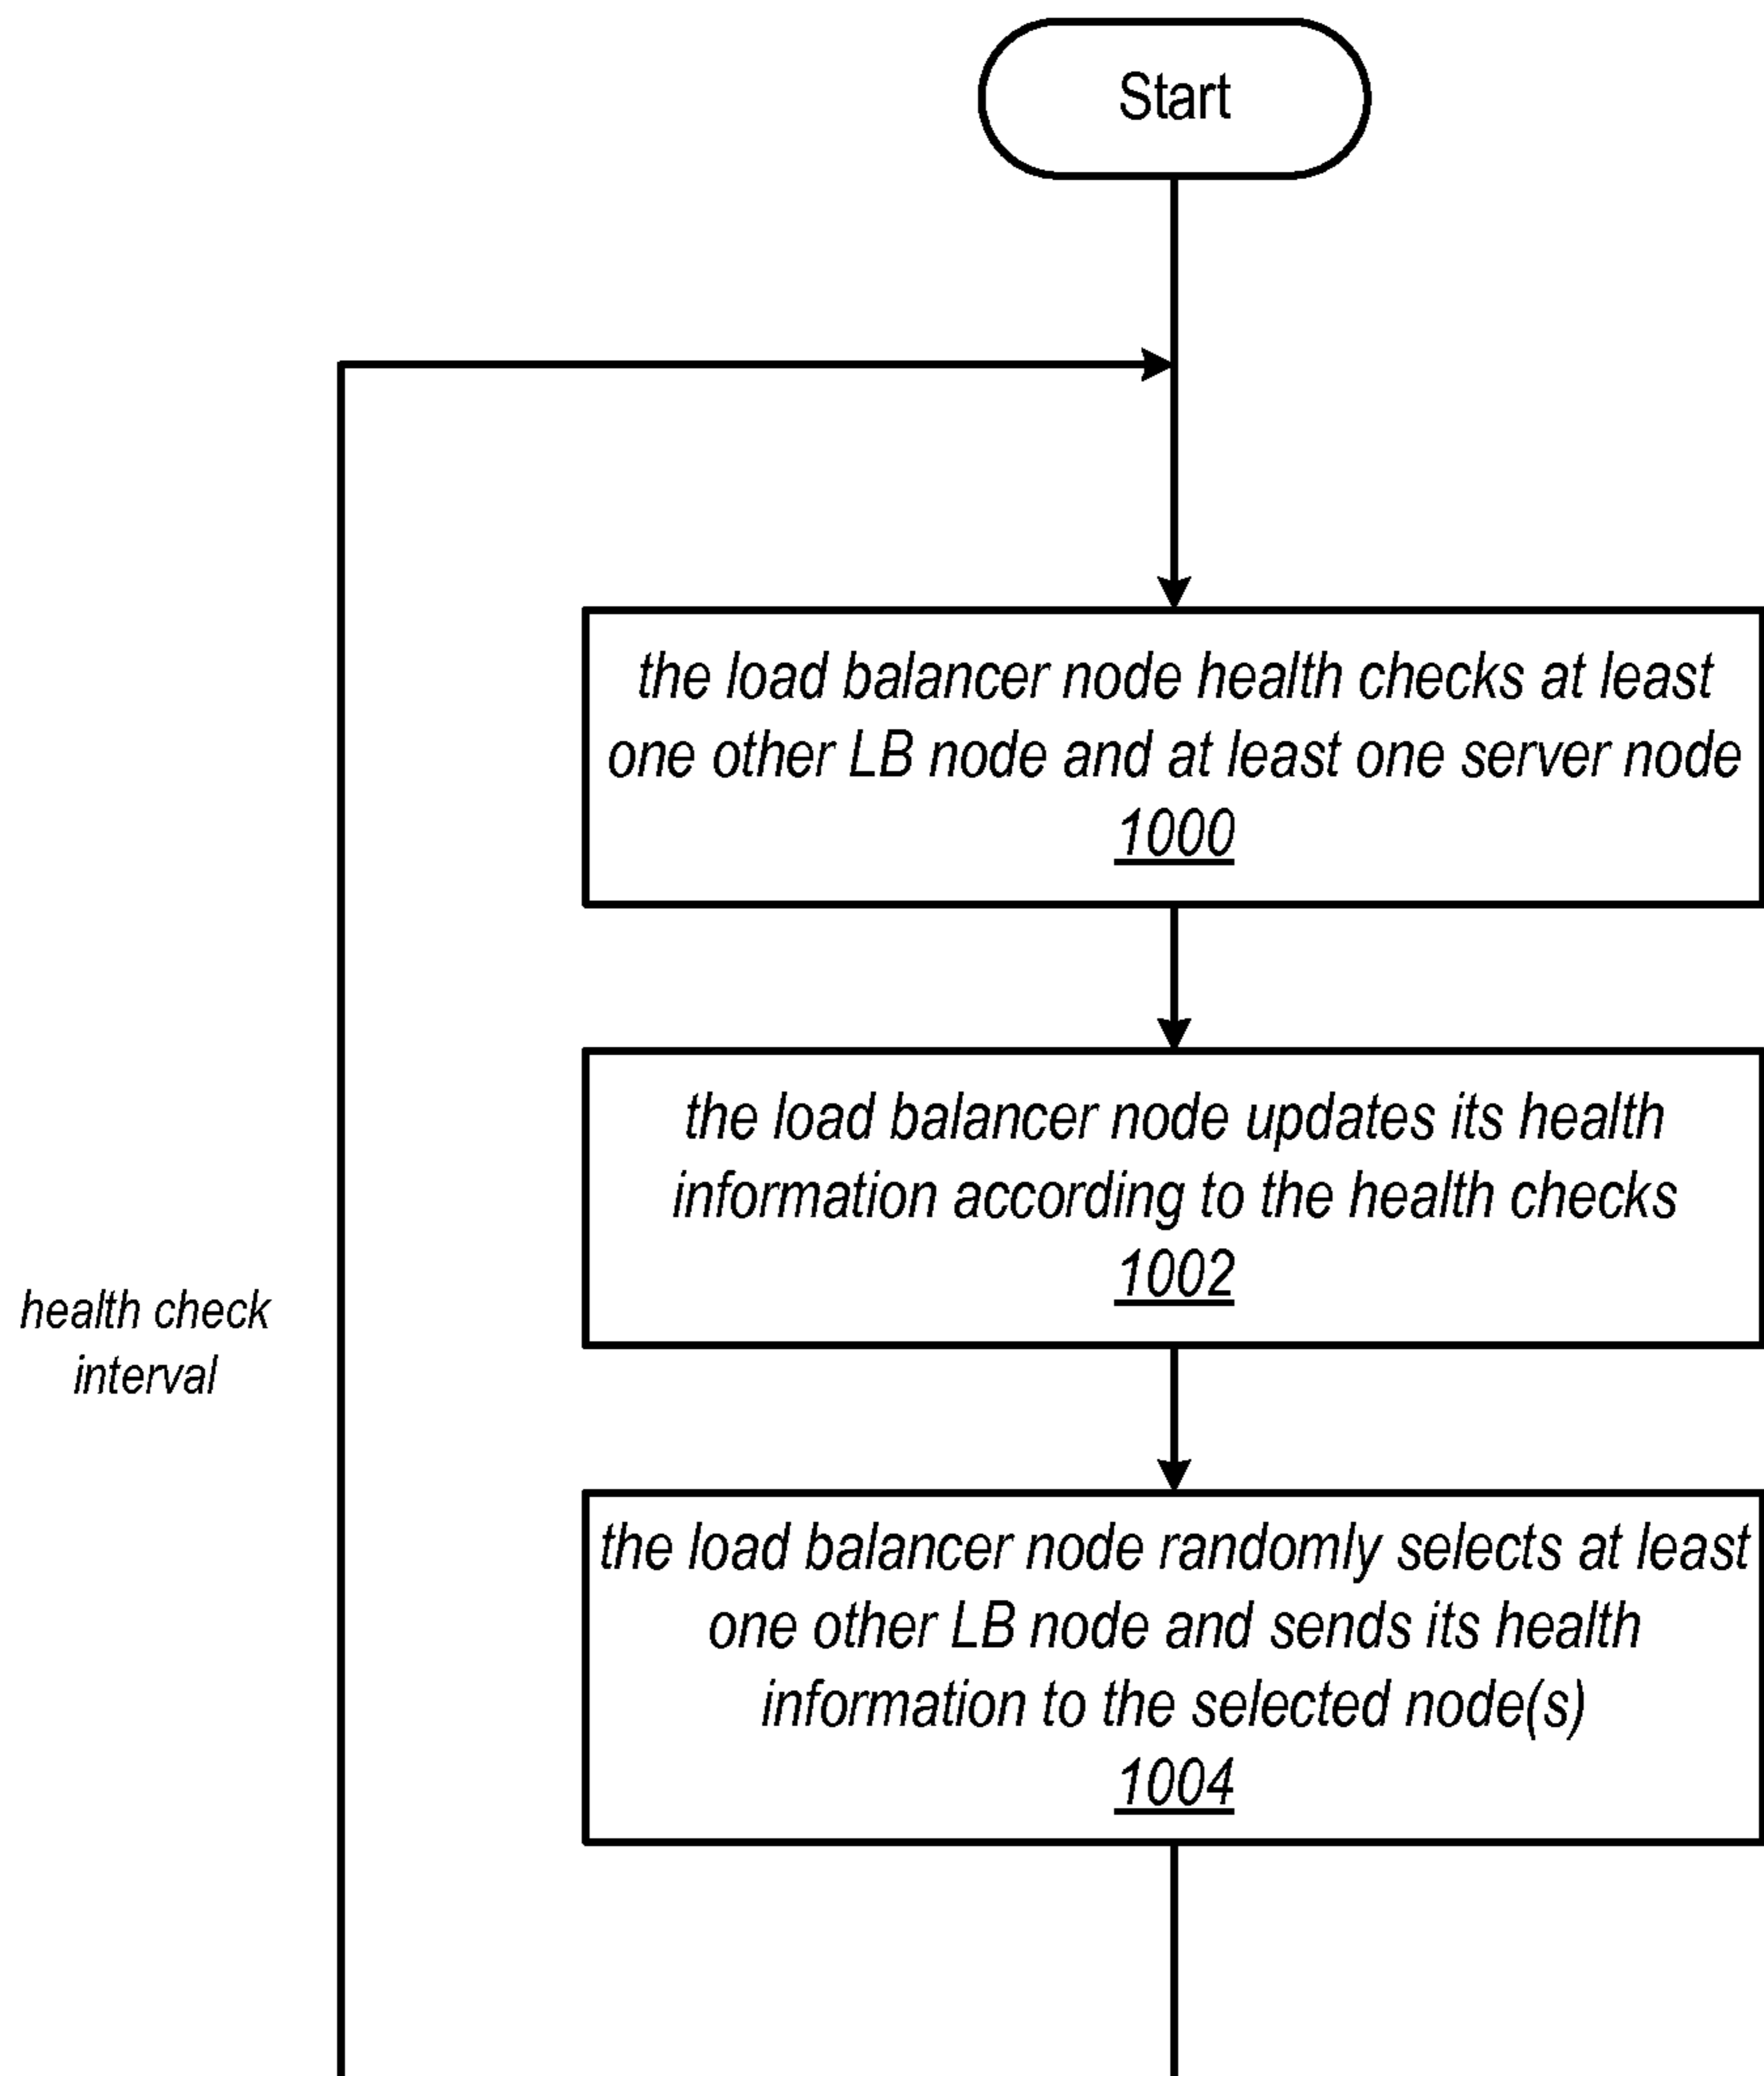 Start
the load balancer node health checks at least
one other LB node and at least one server node
1000
the load balancer node updates its health
information according to the health checks
1002
health check
interval
the load balancer node randomly selects at least
one other LB node and sends its health
information to the selected node(s)
1004